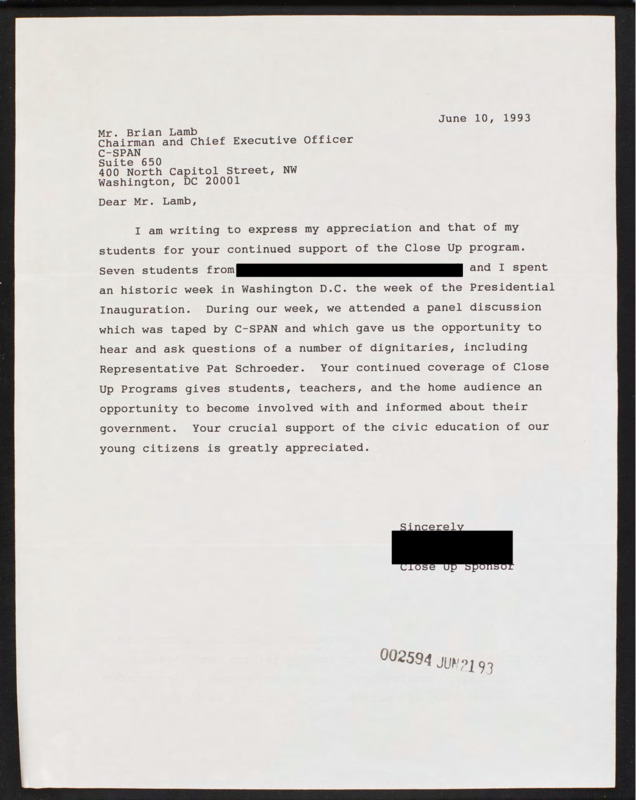 June 10, 1993
Mr. Brian Lamb
Chairman and Chief Executive Officer
C-SPAN
Suite 650
400 North Capitol Street, NW
Washington, DC 20001
Dear Mr. Lamb,
I am writing to express my appreciation and that of my
students for your continued support of the Close Up program.
Seven students from and I spent
an historic week in Washington D.C. the week of the Presidential
Inauguration. During our week, we attended a panel discussion
which was taped by C-SPAN and which gave us the opportunity to
hear and ask questions of a number of dignitaries, including
Representative Pat Schroeder. Your continued coverage of Close
Up Programs gives students, teachers, and the home audience an
opportunity to become involved with and informed about their
government. Your crucial support of the civic education of our
young citizens is greatly appreciated.
Sincerely
Close Up Sponsor
002594 JUN 21 93